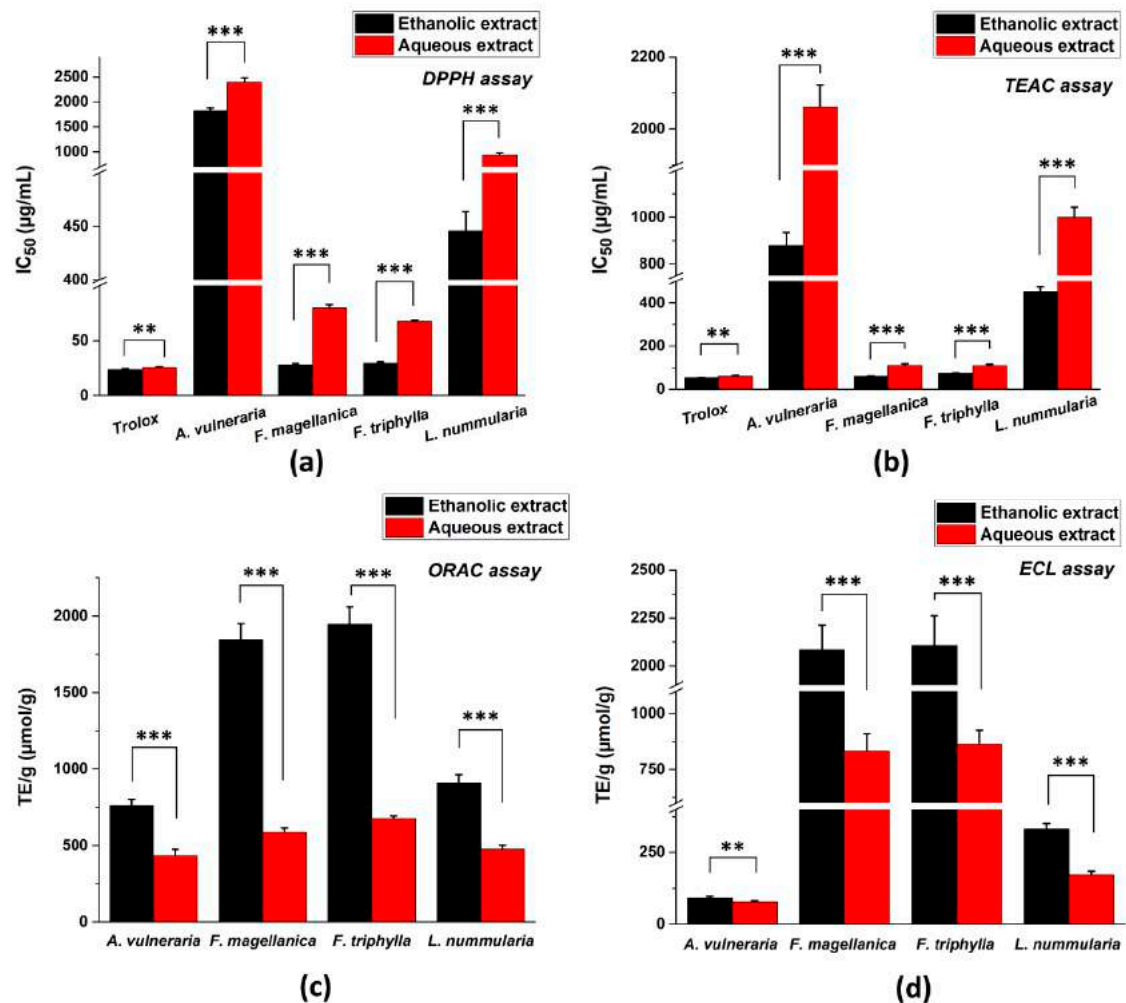 Ethanolic extract
Aqueous extract
DPPH assay
IC50 (µg/mL)
2500
2000
1500
1000
450
400
50
0
**
***
***
***
***
Trolox
A. vulneraria
F. magellanica
F. triphylla
L. nummularia
(a)
Ethanolic extract
Aqueous extract
TEAC assay
IC50 (µg/mL)
2200
2000
1000
800
400
200
100
0
**
***
***
***
***
Trolox
A. vulneraria
F. magellanica
F. triphylla
L. nummularia
(b)
Ethanolic extract
Aqueous extract
ORAC assay
TE/g (µmol/g)
2000
1500
1000
500
0
***
***
***
***
A. vulneraria
F. magellanica
F. triphylla
L. nummularia
(c)
Ethanolic extract
Aqueous extract
ECL assay
TE/g (µmol/g)
2500
2250
2000
1000
750
250
0
**
***
***
***
A. vulneraria
F. magellanica
F. triphylla
L. nummularia
(d)